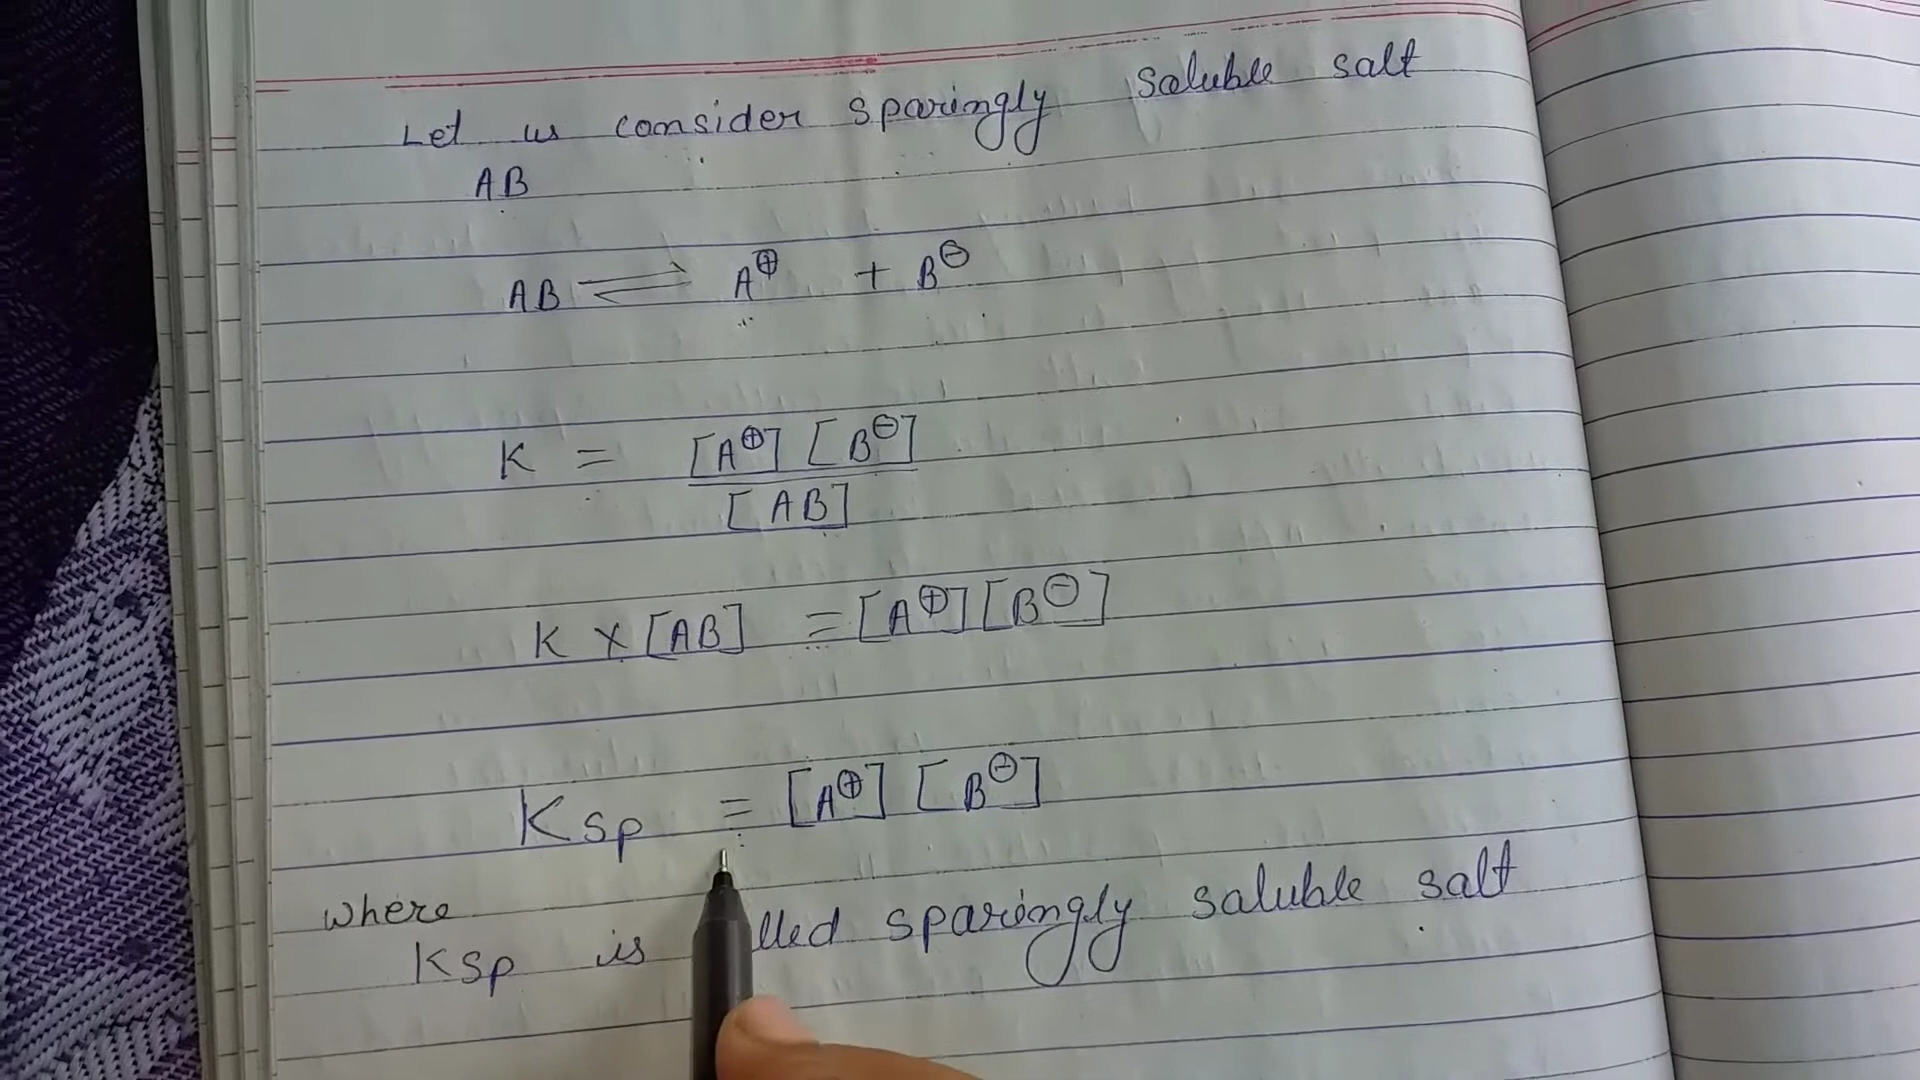 Let us consider sparingly soluble salt
AB
AB ⇌ A⊕ + B⊖
K = [A⊕] [B⊖] / [AB]
K × [AB] = [A⊕] [B⊖]
Ksp = [A⊕] [B⊖]
where
Ksp is lled sparingly soluble salt